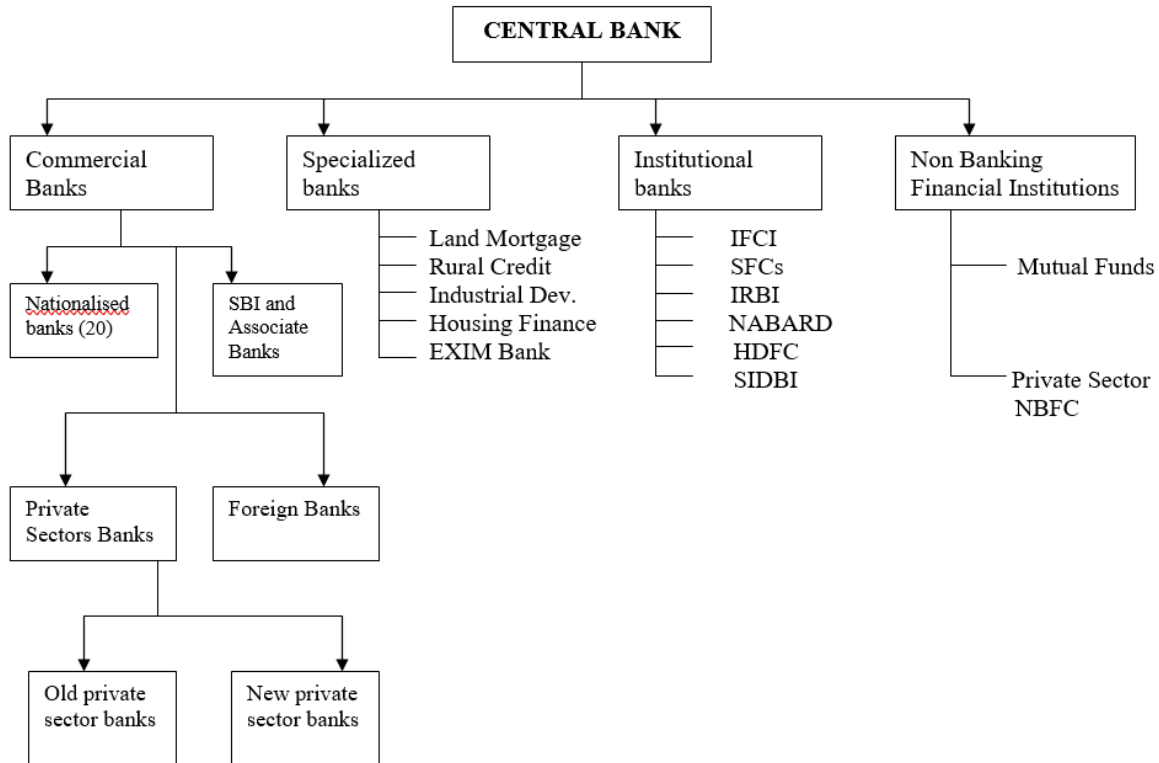 CENTRAL BANK
Commercial
Banks
Specialized
banks
Institutional
banks
Non Banking
Financial Institutions
Land Mortgage
Rural Credit
Industrial Dev.
Housing Finance
EXIM Bank
IFCI
SFCs
IRBI
NABARD
HDFC
SIDBI
Mutual Funds
Private Sector
NBFC
Nationalised
banks (20)
SBI and
Associate
Banks
Private
Sectors Banks
Foreign Banks
Old private
sector banks
New private
sector banks